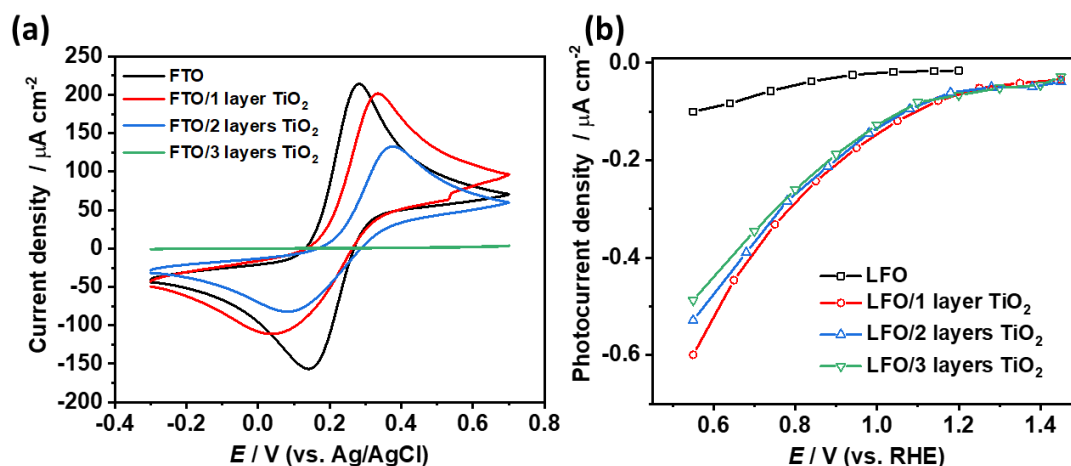 (a)
Current density / µA cm⁻²
250
200
150
100
50
0
-50
-100
-150
-200
FTO
FTO/1 layer TiO₂
FTO/2 layers TiO₂
FTO/3 layers TiO₂
-0.4 -0.2 0.0 0.2 0.4 0.6 0.8
E / V (vs. Ag/AgCl)
(b)
Photocurrent density / µA cm⁻²
0.0
-0.2
-0.4
-0.6
LFO
LFO/1 layer TiO₂
LFO/2 layers TiO₂
LFO/3 layers TiO₂
0.6 0.8 1.0 1.2 1.4
E / V (vs. RHE)